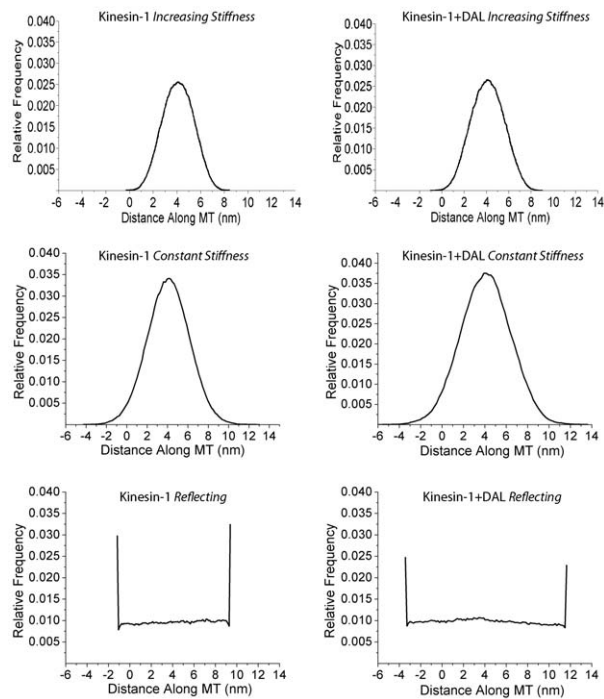 Kinesin-1 Increasing Stiffness
0.040
0.035
0.030
0.025
0.020
0.015
0.010
0.005
Relative Frequency
-6 -4 -2 0 2 4 6 8 10 12 14
Distance Along MT (nm)
Kinesin-1+DAL Increasing Stiffness
0.040
0.035
0.030
0.025
0.020
0.015
0.010
0.005
Relative Frequency
-6 -4 -2 0 2 4 6 8 10 12 14
Distance Along MT (nm)
Kinesin-1 Constant Stiffness
0.040
0.035
0.030
0.025
0.020
0.015
0.010
0.005
Relative Frequency
-6 -4 -2 0 2 4 6 8 10 12 14
Distance Along MT (nm)
Kinesin-1+DAL Constant Stiffness
0.040
0.035
0.030
0.025
0.020
0.015
0.010
0.005
Relative Frequency
-6 -4 -2 0 2 4 6 8 10 12 14
Distance Along MT (nm)
Kinesin-1 Reflecting
0.040
0.035
0.030
0.025
0.020
0.015
0.010
0.005
Relative Frequency
-6 -4 -2 0 2 4 6 8 10 12 14
Distance Along MT (nm)
Kinesin-1+DAL Reflecting
0.040
0.035
0.030
0.025
0.020
0.015
0.010
0.005
Relative Frequency
-6 -4 -2 0 2 4 6 8 10 12 14
Distance Along MT (nm)